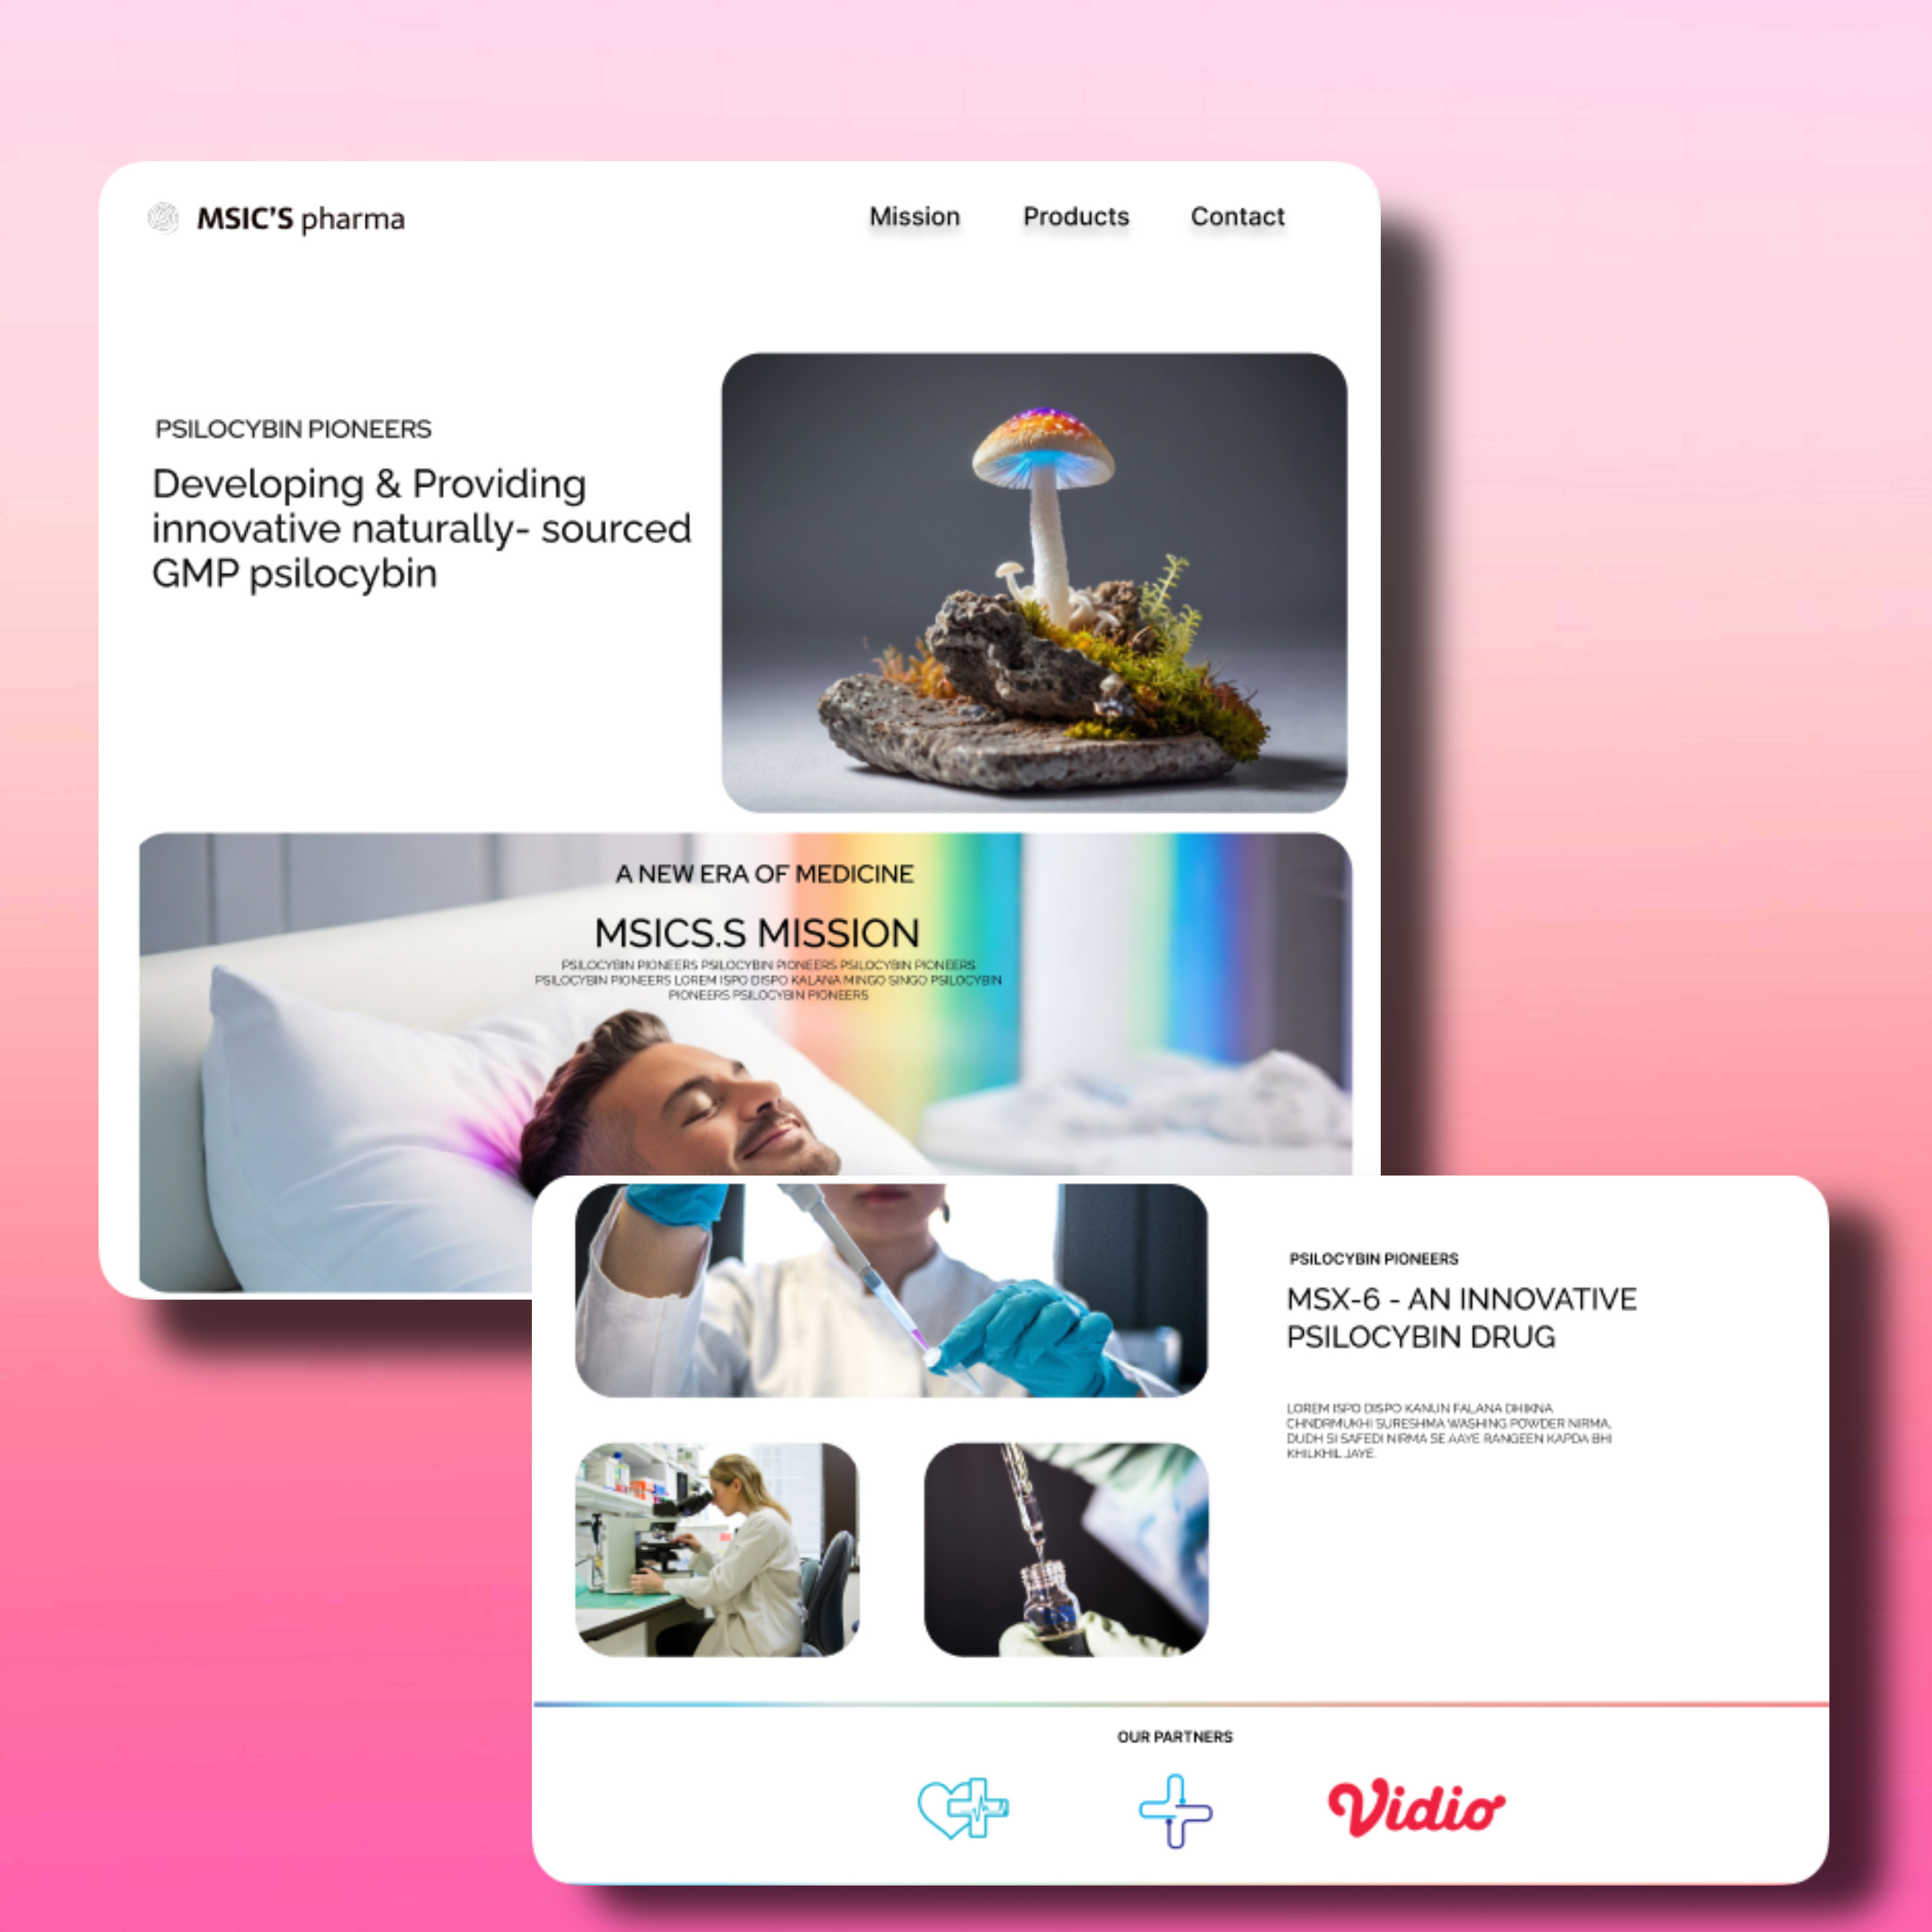 MSIC'S pharma
Mission
Products
Contact
PSILOCYBIN PIONEERS
Developing & Providing
innovative naturally- sourced
GMP psilocybin
A NEW ERA OF MEDICINE
MSICS.S MISSION
PSILOCYBIN PIONEERS PSILOCYBIN PIONEERS PSILOCYBIN PIONEERS
PSILOCYBIN PIONEERS LOREM ISPO DISPO KALANA MINGO SINGO PSILOCYBIN
PIONEERS PSILOCYBIN PIONEERS
PSILOCYBIN PIONEERS
MSX-6 - AN INNOVATIVE
PSILOCYBIN DRUG
LOREM ISPO DISPO KANUN FALANA DHIKNA
CHNDRMUKHI SURESHMA WASHING POWDER NIRMA,
DUDH SI SAFEDI NIRMA SE AAYE RANGEEN KAPDA BHI
KHILKHIL JAYE.
OUR PARTNERS
Vidio